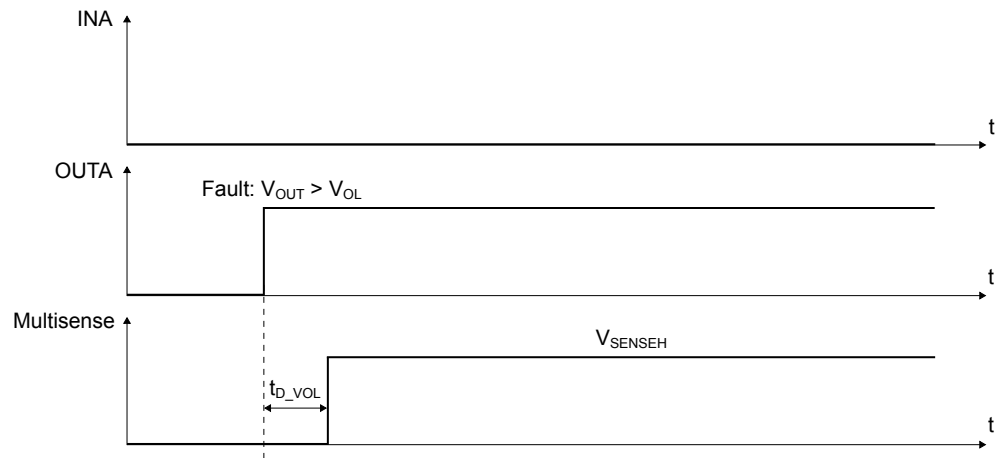 INA
t
OUTA
Fault: V_OUT > V_OL
t
Multisense
V_SENSEH
t_D_VOL
t